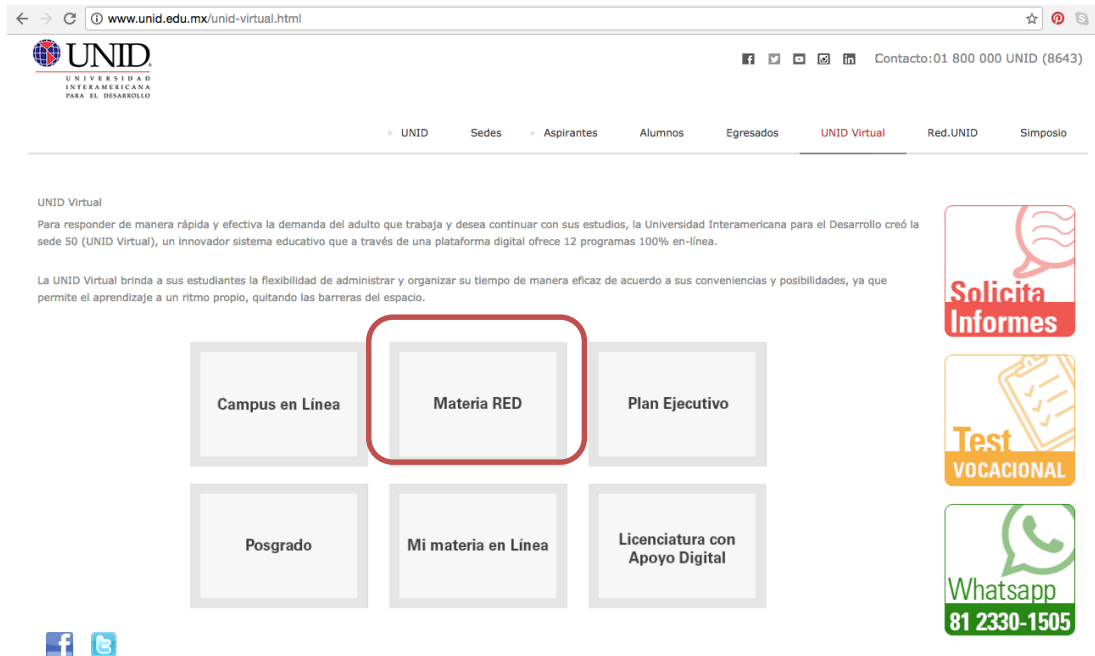 www.unid.edu.mx/unid-virtual.html
UNID
UNIVERSIDAD
INTERAMERICANA
PARA EL DESARROLLO
Contacto:01 800 000 UNID (8643)
UNID Sedes Aspirantes Alumnos Egresados UNID Virtual Red.UNID Simposio
UNID Virtual
Para responder de manera rápida y efectiva la demanda del adulto que trabaja y desea continuar con sus estudios, la Universidad Interamericana para el Desarrollo creó la
sede 50 (UNID Virtual), un innovador sistema educativo que a través de una plataforma digital ofrece 12 programas 100% en-línea.
La UNID Virtual brinda a sus estudiantes la flexibilidad de administrar y organizar su tiempo de manera eficaz de acuerdo a sus conveniencias y posibilidades, ya que
permite el aprendizaje a un ritmo propio, quitando las barreras del espacio.
Solicita
Informes
Campus en Línea
Materia RED
Plan Ejecutivo
Test
VOCACIONAL
Posgrado
Mi materia en Línea
Licenciatura con
Apoyo Digital
Whatsapp
81 2330-1505